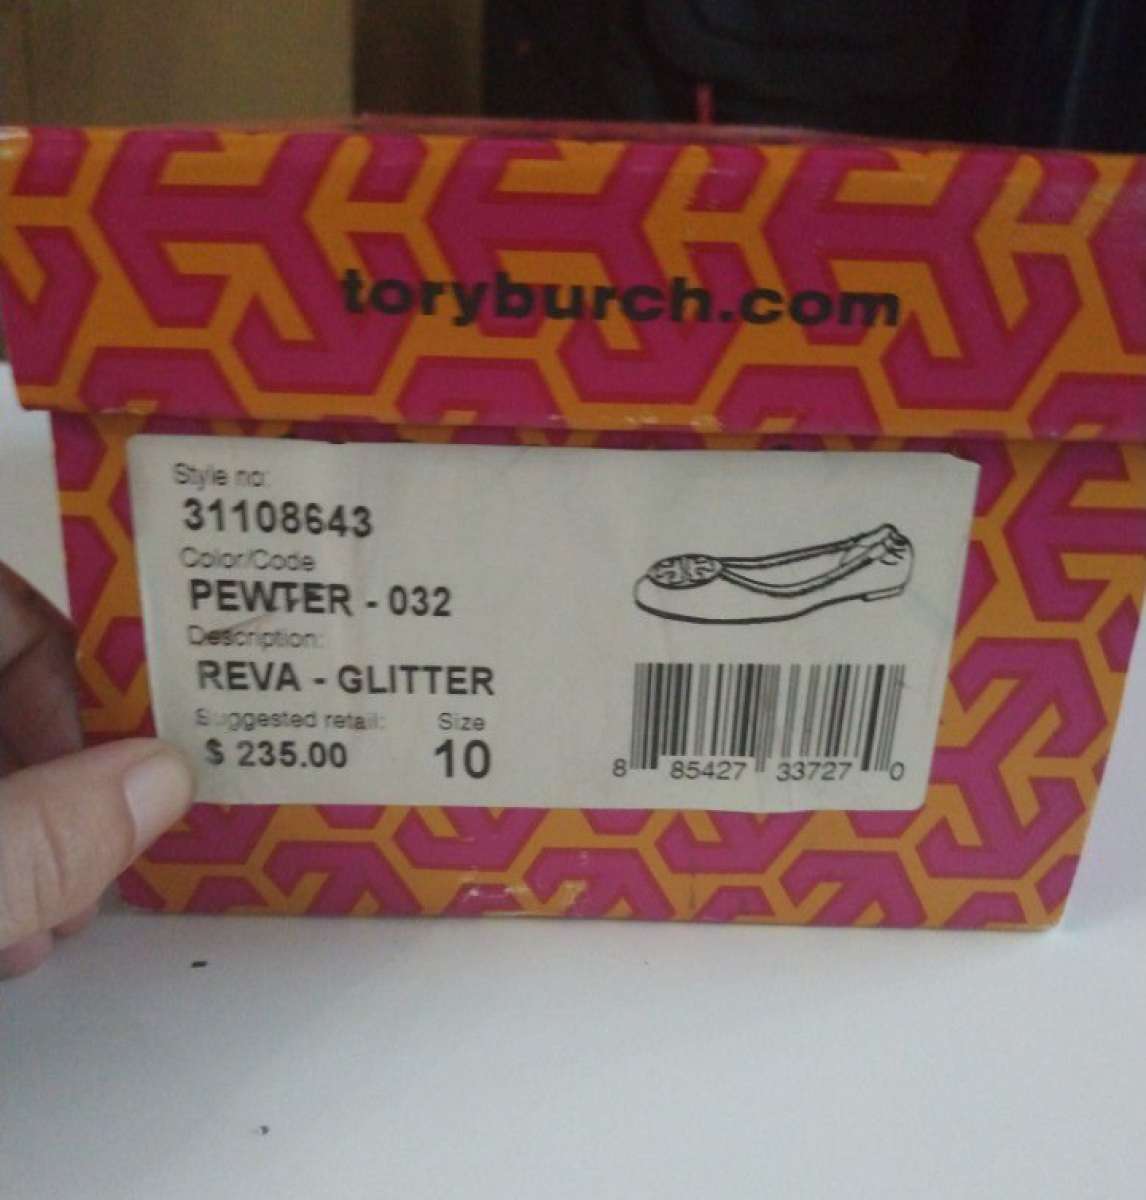 toryburch.com
Style no:
31108643
Color/Code
PEWTER - 032
Description:
REVA - GLITTER
Suggested retail: Size
$ 235.00 10
8 85427 33727 0